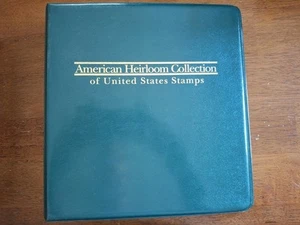 American Heirloom Collection
of United States Stamps